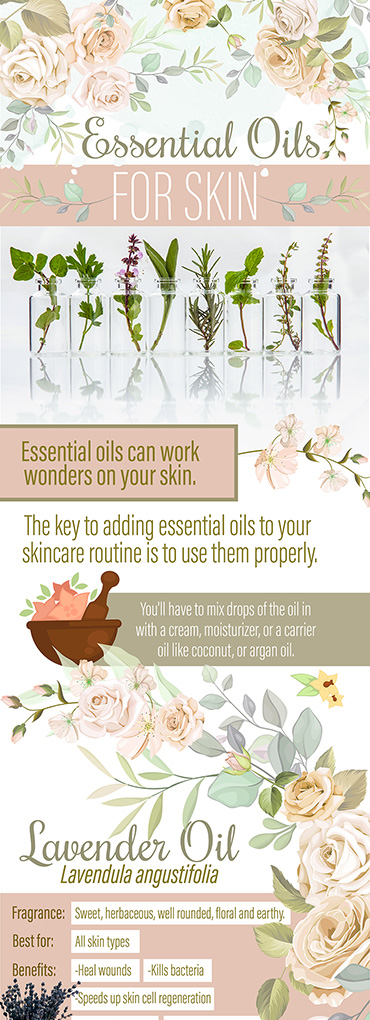 Essential Oils
FOR SKIN
Essential oils can work
wonders on your skin.
The key to adding essential oils to your
skincare routine is to use them properly.
You'll have to mix drops of the oil in
with a cream, moisturizer, or a carrier
oil like coconut, or argan oil.
Lavender Oil
Lavendula angustifolia
Fragrance: Sweet, herbaceous, well rounded, floral and earthy.
Best for: All skin types
Benefits: -Heal wounds -Kills bacteria
-Speeds up skin cell regeneration